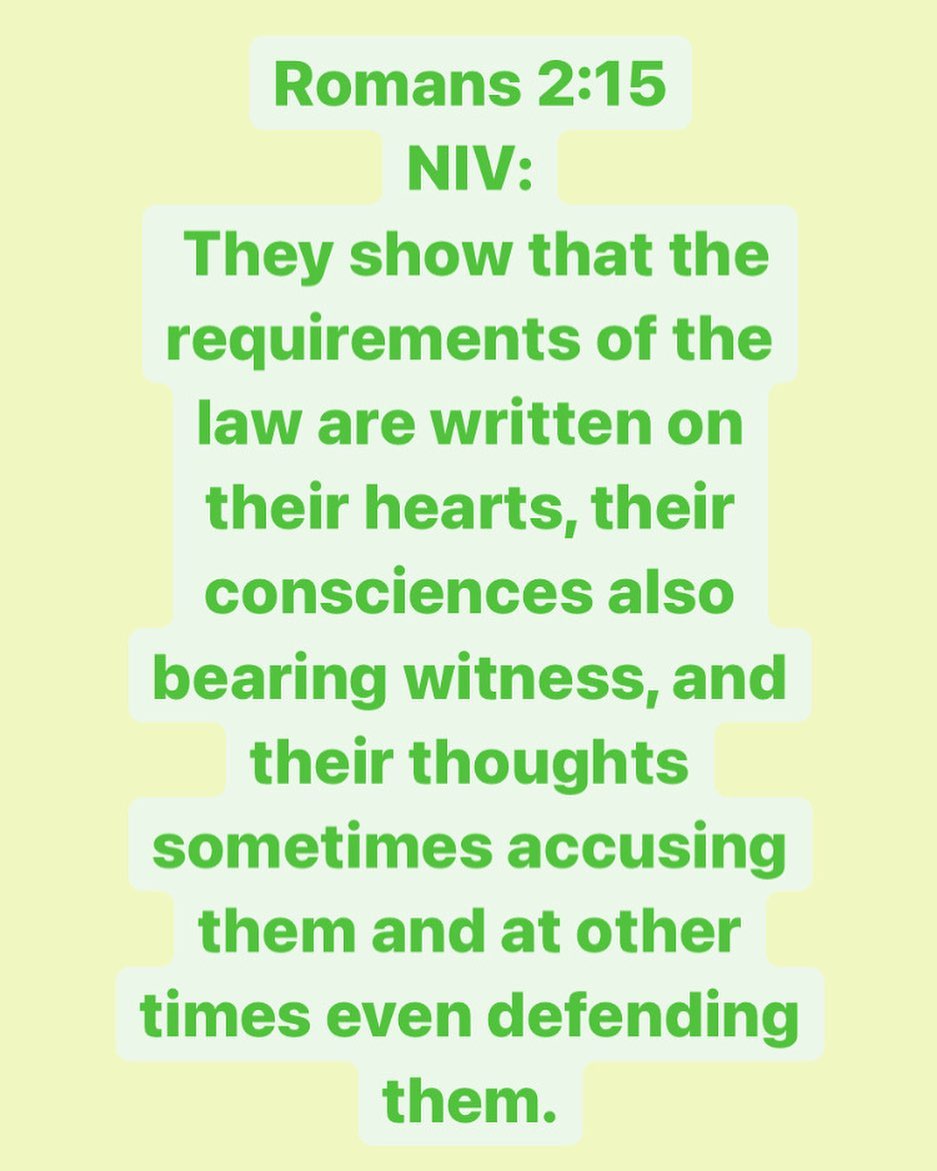 Romans 2:15
NIV:
They show that the
requirements of the
law are written on
their hearts, their
consciences also
bearing witness, and
their thoughts
sometimes accusing
them and at other
times even defending
them.